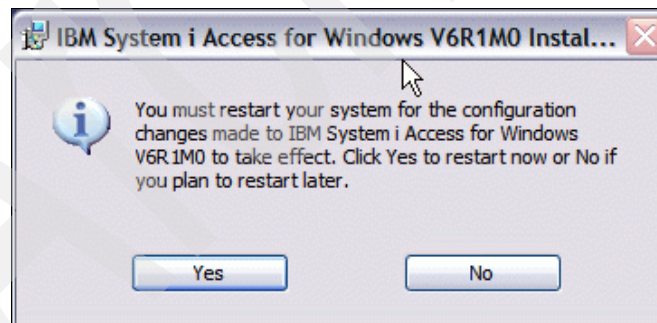 IBM System i Access for Windows V6R1M0 Instal...
You must restart your system for the configuration
changes made to IBM System i Access for Windows
V6R1M0 to take effect. Click Yes to restart now or No if
you plan to restart later.
Yes
No